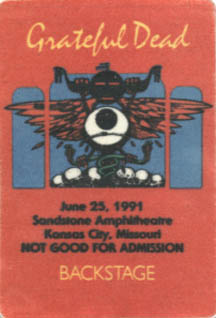 Grateful Dead
June 25, 1991
Sandstone Amphitheatre
Kansas City, Missouri
NOT GOOD FOR ADMISSION
BACKSTAGE